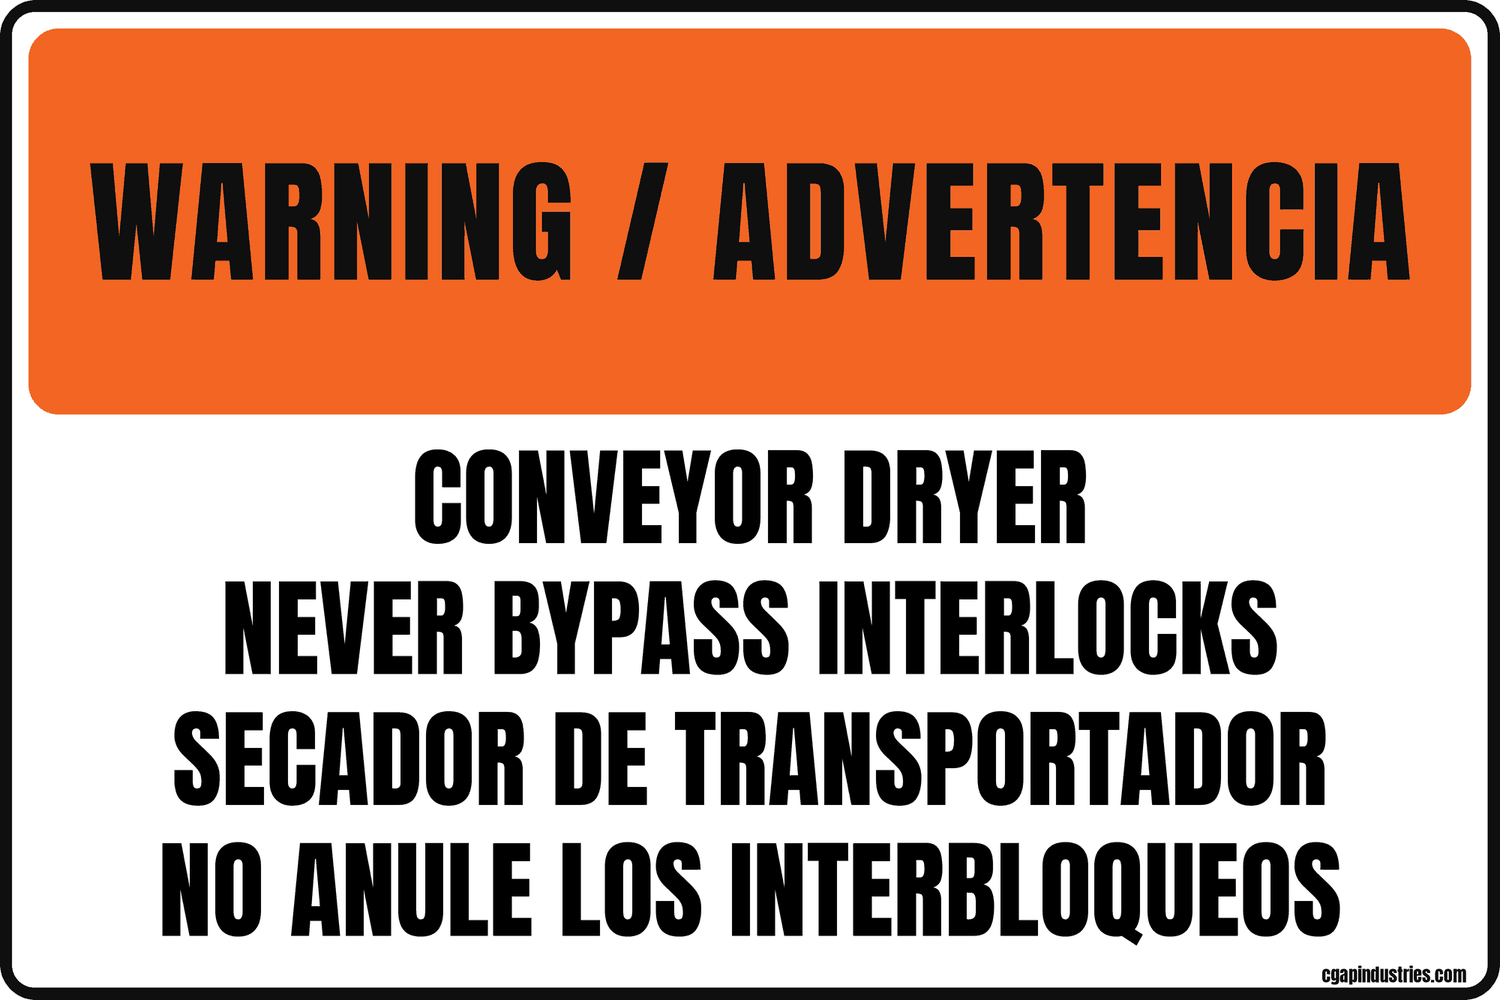 WARNING / ADVERTENCIA
CONVEYOR DRYER
NEVER BYPASS INTERLOCKS
SECADOR DE TRANSPORTADOR
NO ANULE LOS INTERBLOQUEOS
cgapindustries.com